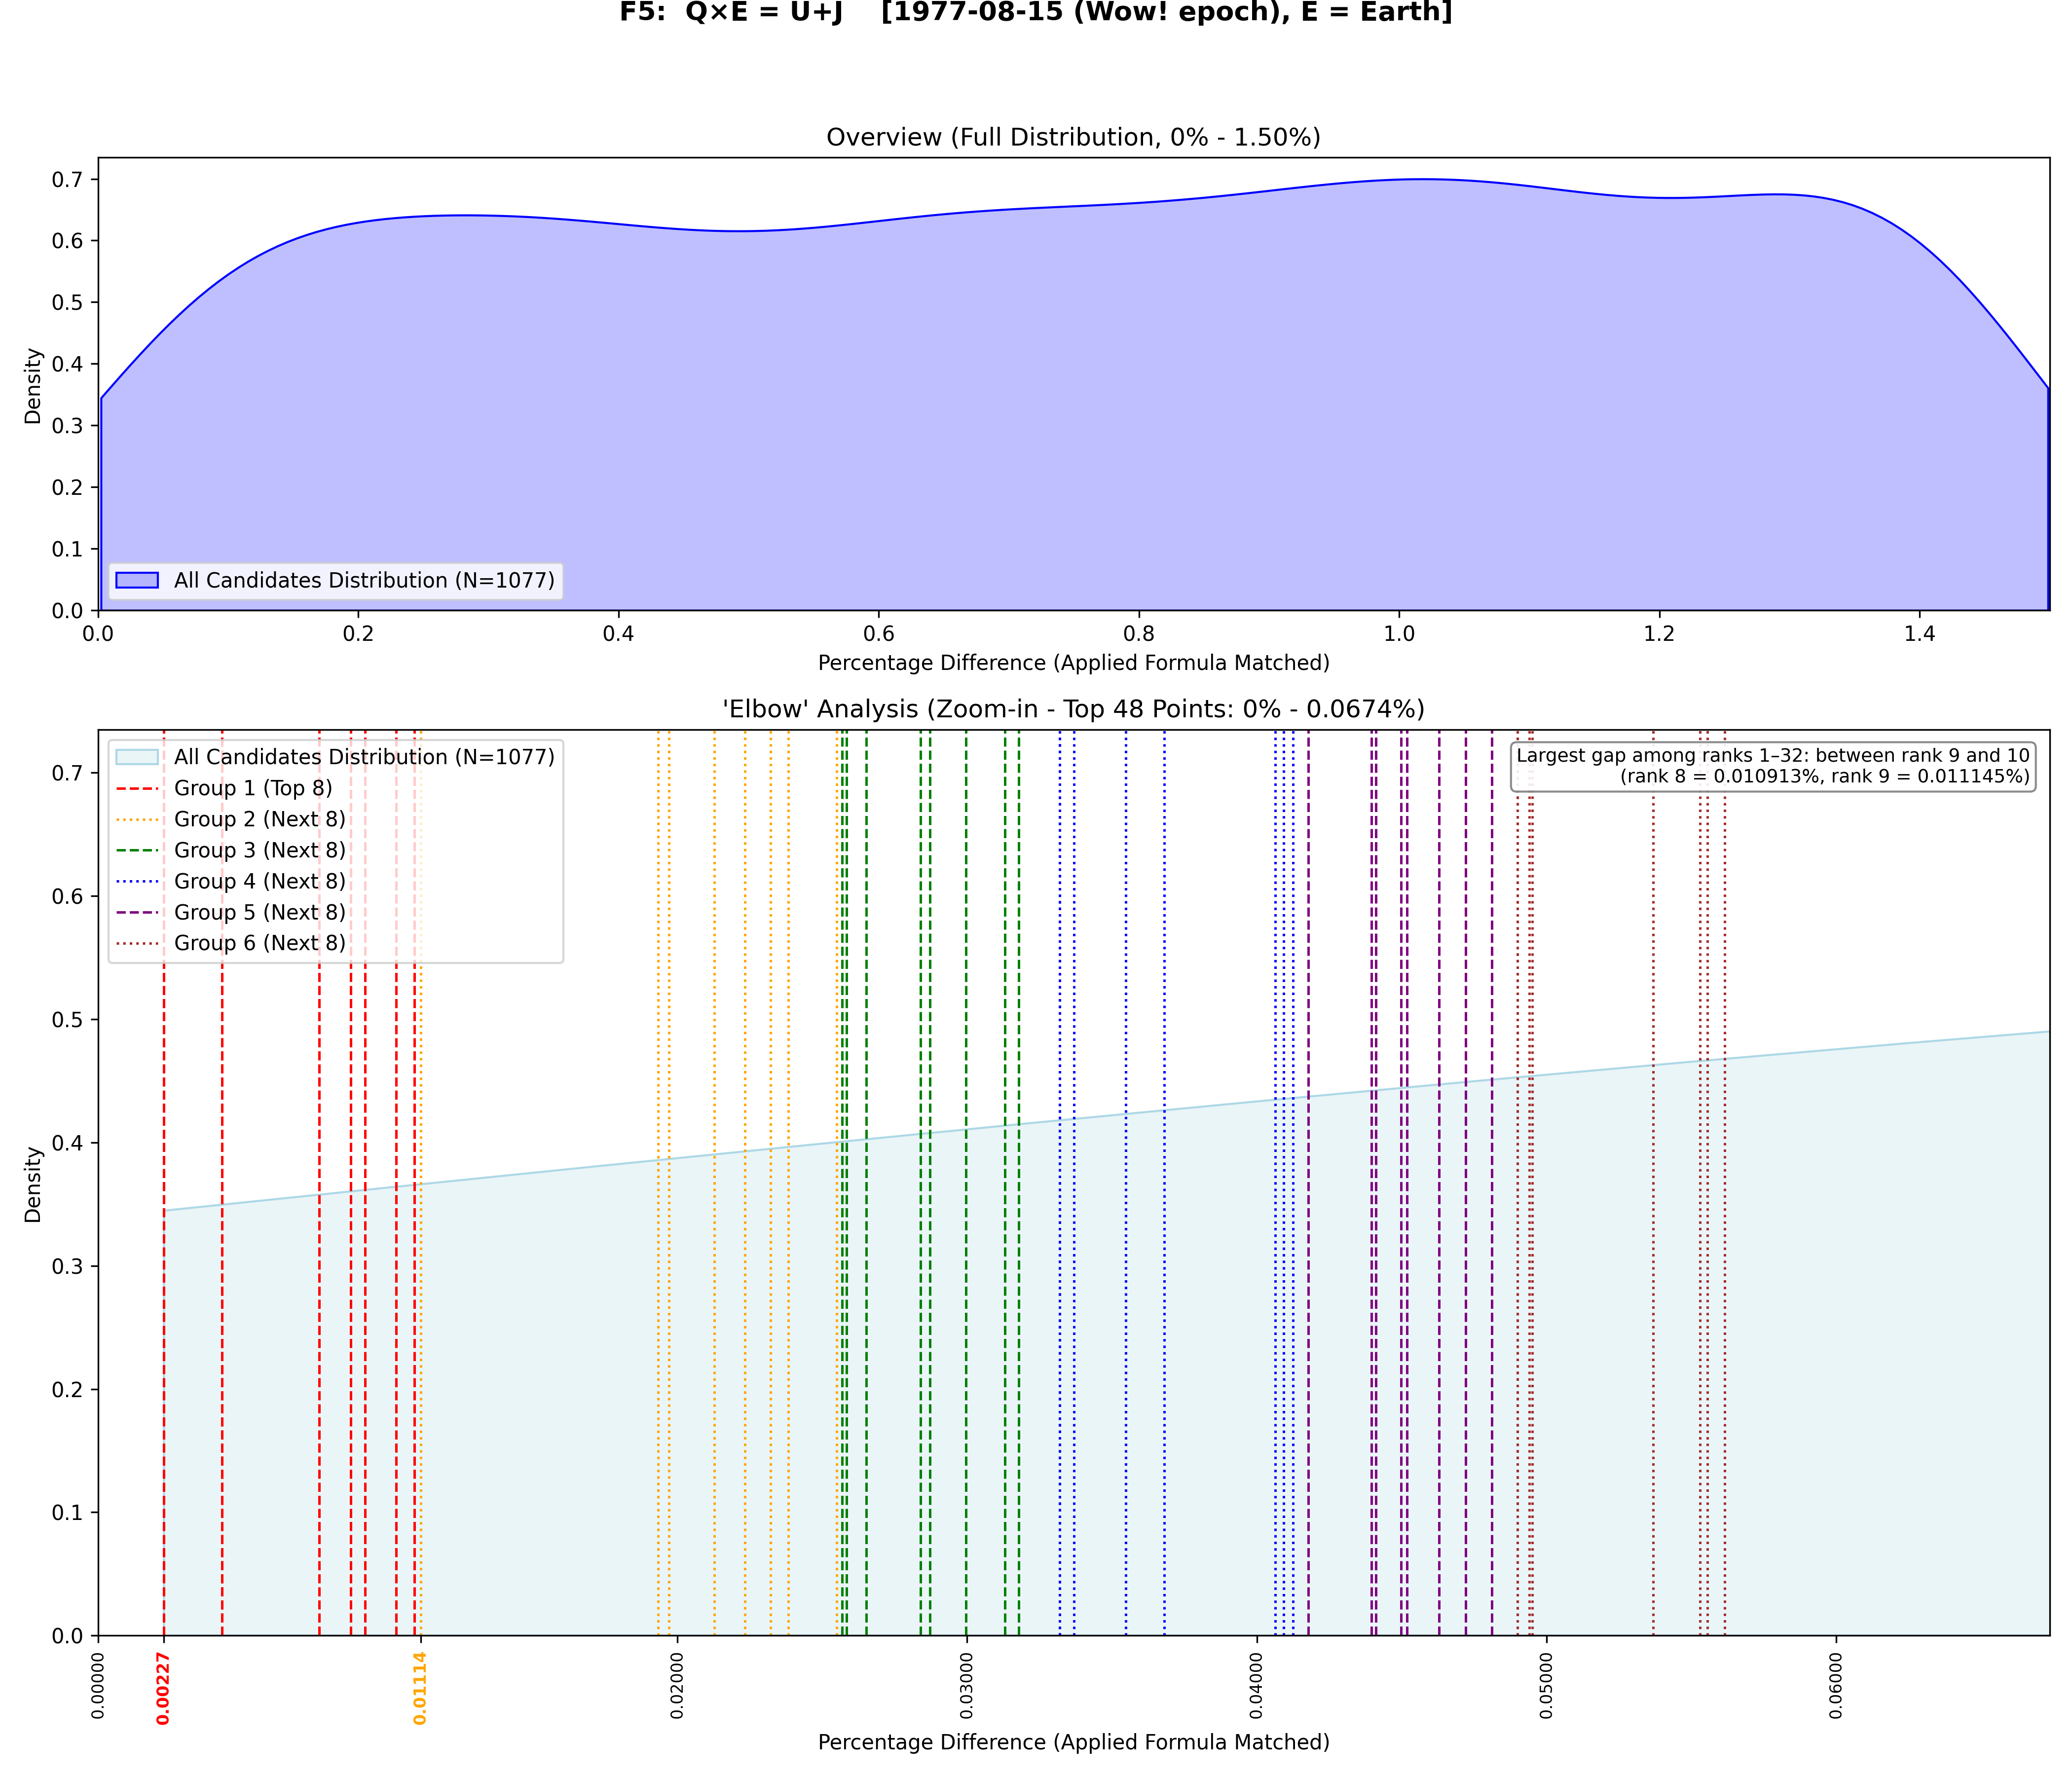 F5:  Q×E = U+J    [1977-08-15 (Wow! epoch), E = Earth]
Overview (Full Distribution, 0% - 1.50%)
Density
0.7
0.6
0.5
0.4
0.3
0.2
0.1
0.0
All Candidates Distribution (N=1077)
0.0 0.2 0.4 0.6 0.8 1.0 1.2 1.4
Percentage Difference (Applied Formula Matched)
'Elbow' Analysis (Zoom-in - Top 48 Points: 0% - 0.0674%)
Density
0.7
0.6
0.5
0.4
0.3
0.2
0.1
0.0
All Candidates Distribution (N=1077)
Group 1 (Top 8)
Group 2 (Next 8)
Group 3 (Next 8)
Group 4 (Next 8)
Group 5 (Next 8)
Group 6 (Next 8)
Largest gap among ranks 1–32: between rank 9 and 10
(rank 8 = 0.010913%, rank 9 = 0.011145%)
0.00000 0.00227 0.01114 0.02000 0.03000 0.04000 0.05000 0.06000
Percentage Difference (Applied Formula Matched)